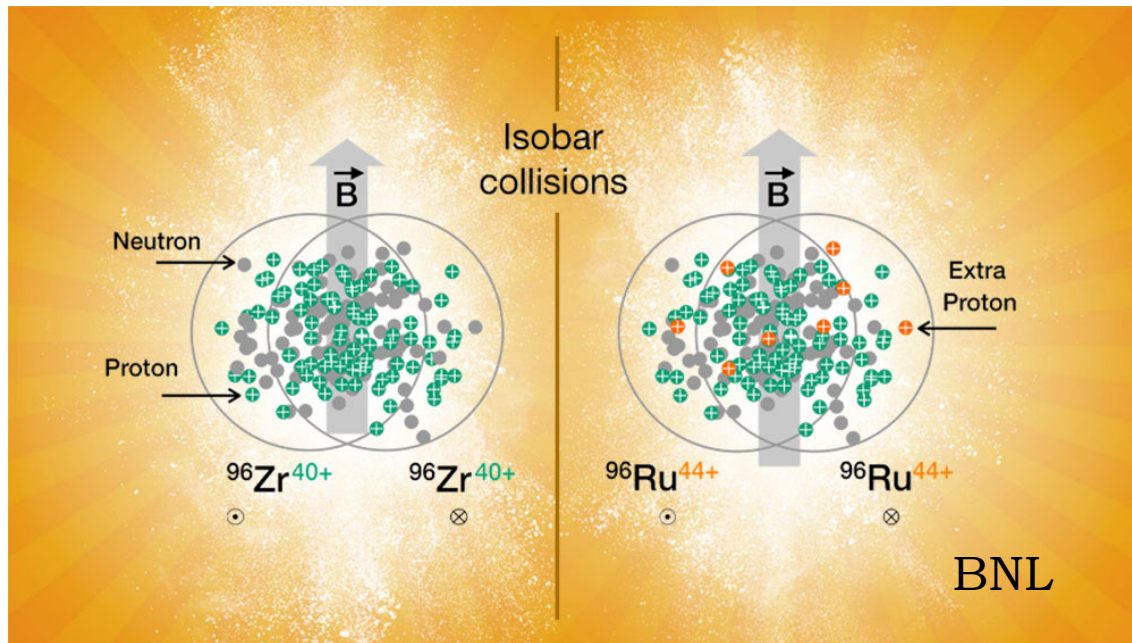 Isobar
collisions
B
Neutron
Proton
⁹⁶Zr⁴⁰⁺ ⁹⁶Zr⁴⁰⁺
B
Extra
Proton
⁹⁶Ru⁴⁴⁺ ⁹⁶Ru⁴⁴⁺
BNL